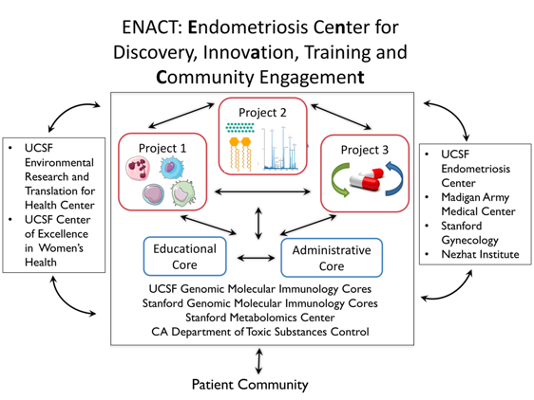 ENACT: Endometriosis Center for
Discovery, Innovation, Training and
Community Engagement
Project 2
Project 1
Project 3
• UCSF
Environmental
Research and
Translation for
Health Center
• UCSF Center
of Excellence
in Women's
Health
• UCSF
Endometriosis
Center
• Madigan Army
Medical Center
• Stanford
Gynecology
• Nezhat Institute
Educational
Core
Administrative
Core
UCSF Genomic Molecular Immunology Cores
Stanford Genomic Molecular Immunology Cores
Stanford Metabolomics Center
CA Department of Toxic Substances Control
Patient Community